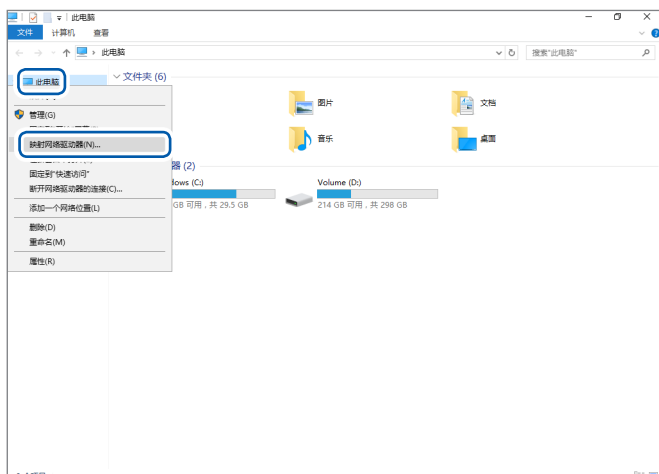 此电脑
文件 计算机 查看
此电脑
搜索"此电脑"
此电脑
文件夹 (6)
图片
文档
管理(G)
音乐
桌面
映射网络驱动器(N)...
器 (2)
固定到"快速访问"
断开网络驱动器的连接(C)...
dows (C:)
Volume (D:)
添加一个网络位置(L)
GB 可用，共 29.5 GB
214 GB 可用，共 298 GB
删除(D)
重命名(M)
属性(R)